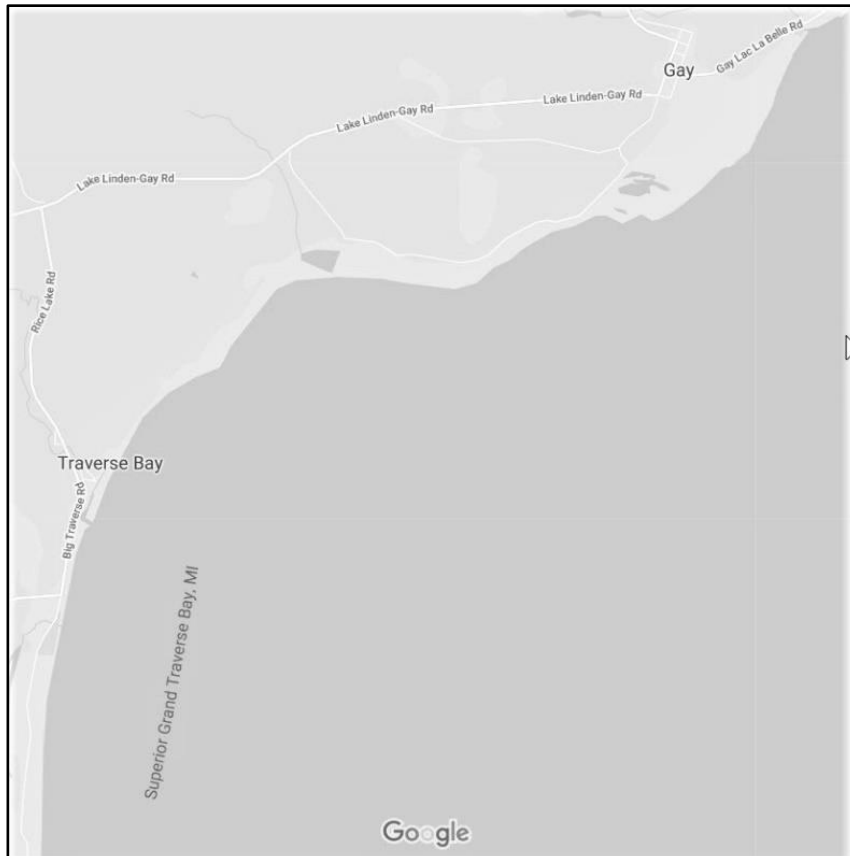 Gay
Gay Lac La Belle Rd
Lake Linden-Gay Rd
Lake Linden-Gay Rd
Lake Linden-Gay Rd
Rice Lake Rd
Traverse Bay
Big Traverse Rd
Superior Grand Traverse Bay, MI
Google